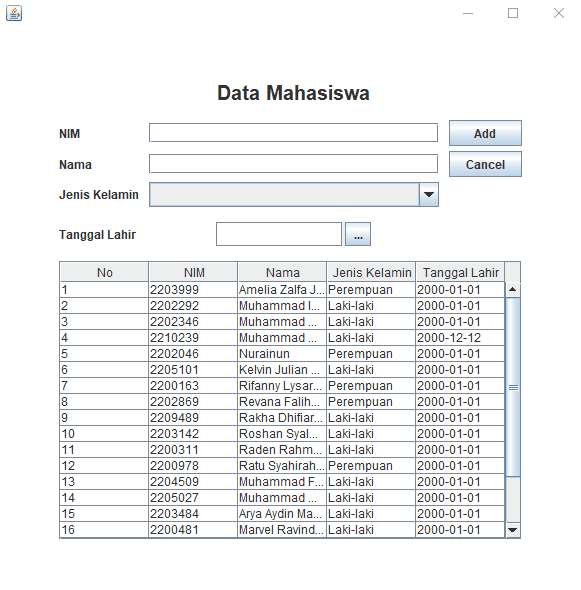 Data Mahasiswa
NIM Add
Nama Cancel
Jenis Kelamin
Tanggal Lahir ...
No NIM Nama Jenis Kelamin Tanggal Lahir
1 2203999 Amelia Zalfa J... Perempuan 2000-01-01
2 2202292 Muhammad I... Laki-laki 2000-01-01
3 2202346 Muhammad ... Laki-laki 2000-01-01
4 2210239 Muhammad ... Laki-laki 2000-12-12
5 2202046 Nurainun Perempuan 2000-01-01
6 2205101 Kelvin Julian ... Laki-laki 2000-01-01
7 2200163 Rifanny Lysar... Perempuan 2000-01-01
8 2202869 Revana Falih... Perempuan 2000-01-01
9 2209489 Rakha Dhifiar... Laki-laki 2000-01-01
10 2203142 Roshan Syal... Laki-laki 2000-01-01
11 2200311 Raden Rahm... Laki-laki 2000-01-01
12 2200978 Ratu Syahirah... Perempuan 2000-01-01
13 2204509 Muhammad F... Laki-laki 2000-01-01
14 2205027 Muhammad ... Laki-laki 2000-01-01
15 2203484 Arya Aydin Ma... Laki-laki 2000-01-01
16 2200481 Marvel Ravind... Laki-laki 2000-01-01